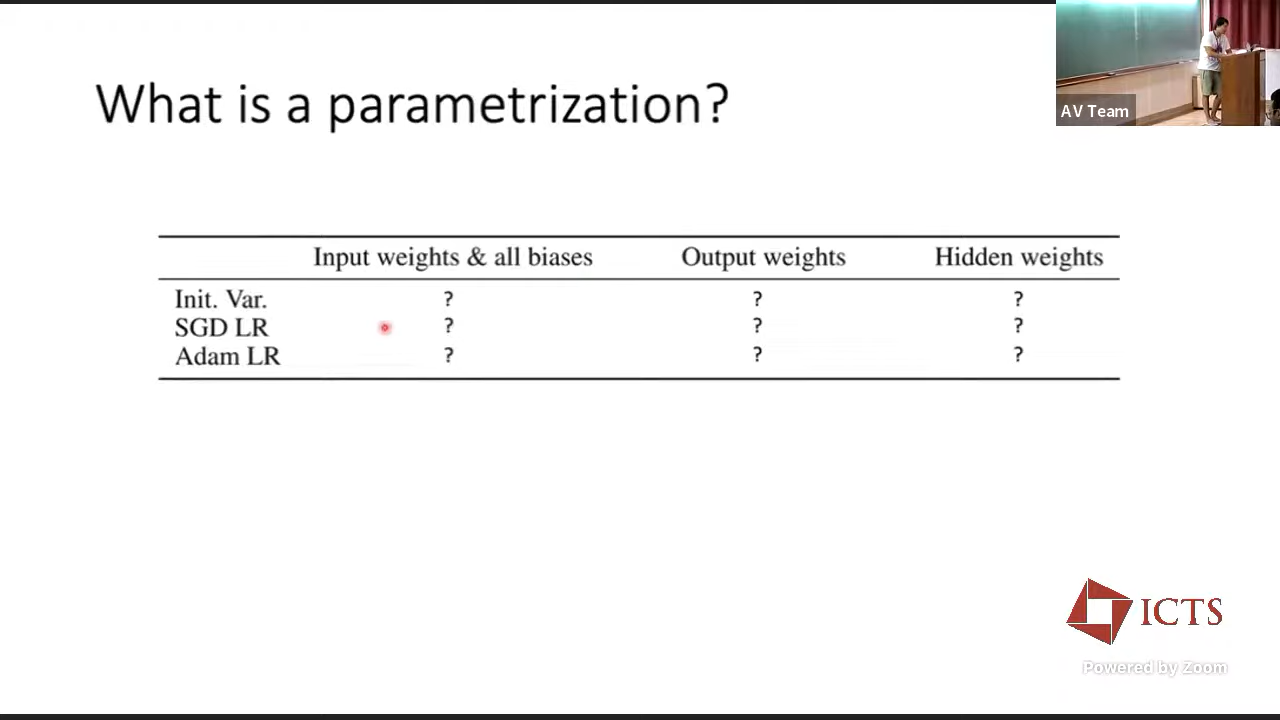 What is a parametrization?
AV Team
Input weights & all biases Output weights Hidden weights
Init. Var. ? ? ?
SGD LR ? ? ?
Adam LR ? ? ?
ICTS
Powered by Zoom